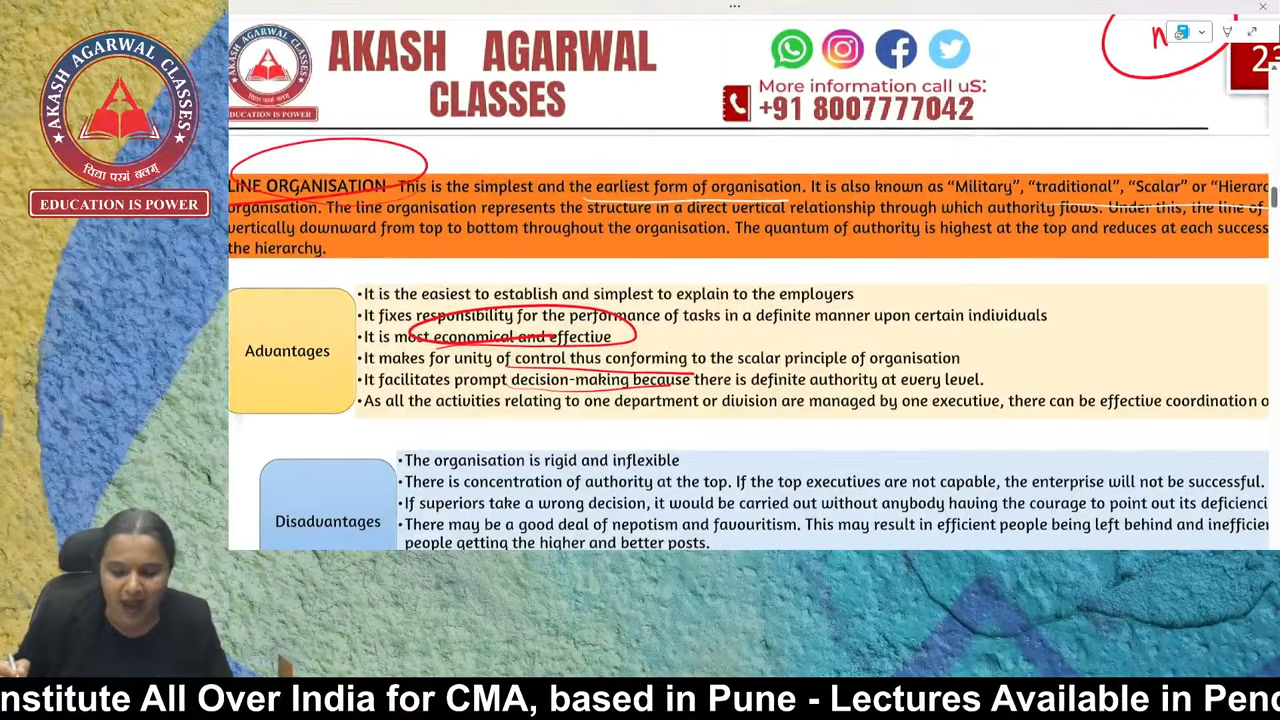 AKASH AGARWAL CLASSES
विद्या परमं बलम्
EDUCATION IS POWER
AKASH AGARWAL
CLASSES
EDUCATION IS POWER
More information call us:
+91 8007777042
23
LINE ORGANISATION - This is the simplest and the earliest form of organisation. It is also known as “Military”, “traditional”, “Scalar” or
organisation. The line organisation represents the structure in a direct vertical relationship through which authority flows. Under this, the line of
vertically downward from top to bottom throughout the organisation. The quantum of authority is highest at the top and reduces at each
the hierarchy.
Advantages
•It is the easiest to establish and simplest to explain to the employers
•It fixes responsibility for the performance of tasks in a definite manner upon certain individuals
•It is most economical and effective
•It makes for unity of control thus conforming to the scalar principle of organisation
•It facilitates prompt decision-making because there is definite authority at every level.
•As all the activities relating to one department or division are managed by one executive, there can be effective coordination
Disadvantages
•The organisation is rigid and inflexible
•There is concentration of authority at the top. If the top executives are not capable, the enterprise will not be successful.
•If superiors take a wrong decision, it would be carried out without anybody having the courage to point out its
•There may be a good deal of nepotism and favouritism. This may result in efficient people being left behind and
people getting the higher and better posts.
nstitute All Over India for CMA, based in Pune - Lectures Available in Pend